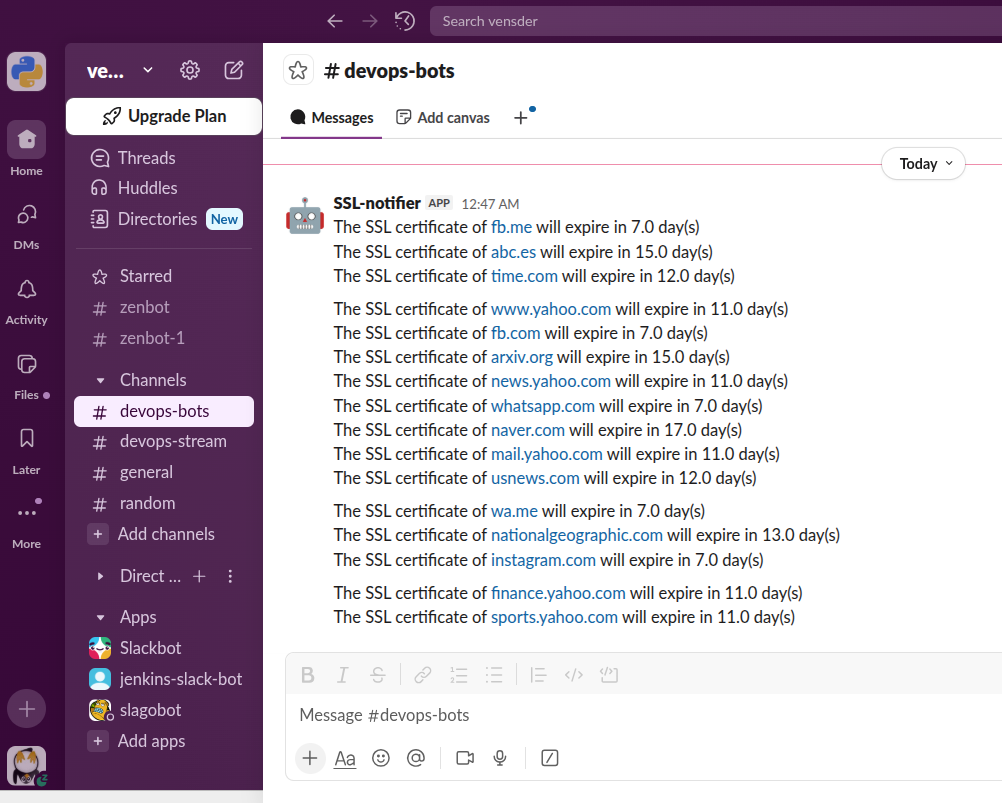 Search vensder
ve...
Upgrade Plan
Threads
Huddles
Directories New
Starred
# zenbot
# zenbot-1
Channels
# devops-bots
# devops-stream
# general
# random
+ Add channels
Direct ... +
Apps
Slackbot
jenkins-slack-bot
slagobot
+ Add apps
Home
DMs
Activity
Files
Later
More
# devops-bots
Messages
Add canvas
+
Today
SSL-notifier APP 12:47 AM
The SSL certificate of fb.me will expire in 7.0 day(s)
The SSL certificate of abc.es will expire in 15.0 day(s)
The SSL certificate of time.com will expire in 12.0 day(s)
The SSL certificate of www.yahoo.com will expire in 11.0 day(s)
The SSL certificate of fb.com will expire in 7.0 day(s)
The SSL certificate of arxiv.org will expire in 15.0 day(s)
The SSL certificate of news.yahoo.com will expire in 11.0 day(s)
The SSL certificate of whatsapp.com will expire in 7.0 day(s)
The SSL certificate of naver.com will expire in 17.0 day(s)
The SSL certificate of mail.yahoo.com will expire in 11.0 day(s)
The SSL certificate of usnews.com will expire in 12.0 day(s)
The SSL certificate of wa.me will expire in 7.0 day(s)
The SSL certificate of nationalgeographic.com will expire in 13.0 day(s)
The SSL certificate of instagram.com will expire in 7.0 day(s)
The SSL certificate of finance.yahoo.com will expire in 11.0 day(s)
The SSL certificate of sports.yahoo.com will expire in 11.0 day(s)
B I S
Message #devops-bots
+ Aa @